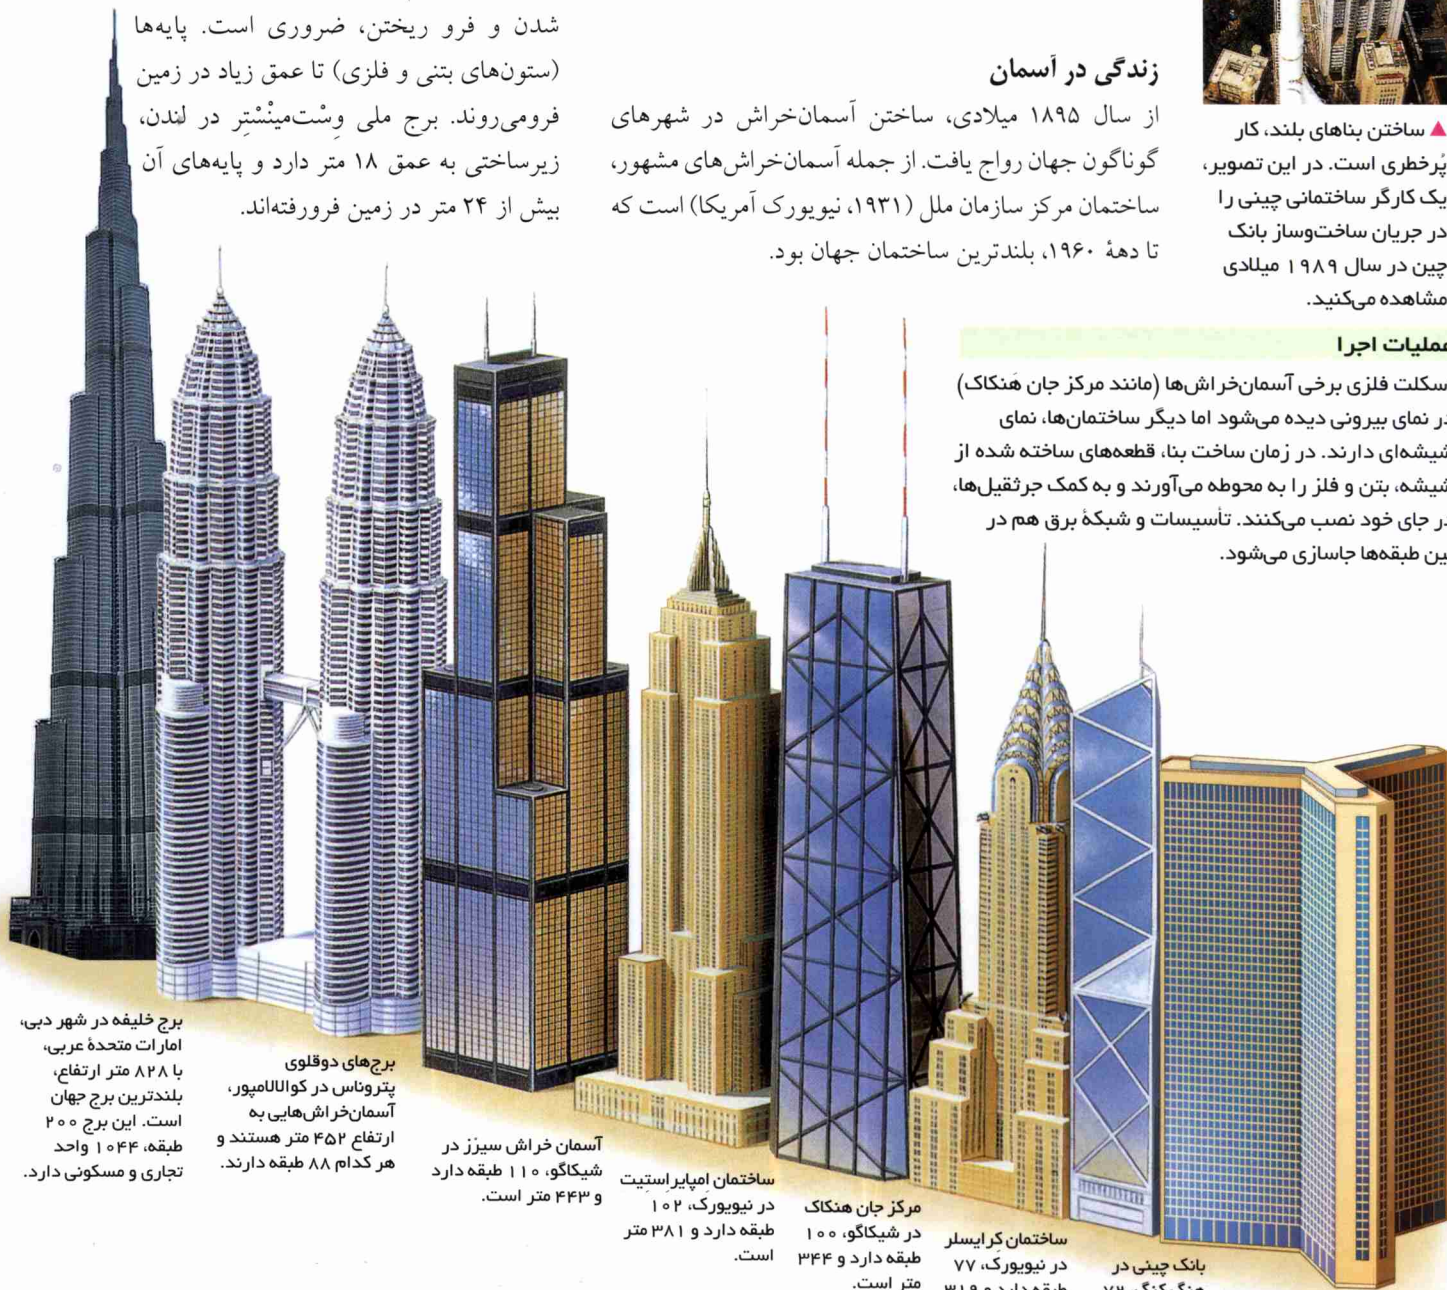 ▲ ساختن بناهای بلند، کار
پُرخطری است. در این تصویر،
یک کارگر ساختمانی چینی را
در جریان ساخت‌وساز بانک
چین در سال ۱۹۸۹ میلادی
مشاهده می‌کنید.
عملیات اجرا
اسکلت فلزی برخی آسمان‌خراش‌ها (مانند مرکز جان هَنکاک)
در نمای بیرونی دیده می‌شود اما دیگر ساختمان‌ها، نمای
شیشه‌ای دارند. در زمان ساخت بنا، قطعه‌های ساخته شده از
شیشه، بتن و فلز را به محوطه می‌آورند و به کمک جرثقیل‌ها،
در جای خود نصب می‌کنند. تأسیسات و شبکهٔ برق هم در
بین طبقه‌ها جاسازی می‌شود.
زندگی در آسمان
از سال ۱۸۹۵ میلادی، ساختن آسمان‌خراش در شهرهای
گوناگون جهان رواج یافت. از جمله آسمان‌خراش‌های مشهور،
ساختمان مرکز سازمان ملل (۱۹۳۱، نیویورک آمریکا) است که
تا دههٔ ۱۹۶۰، بلندترین ساختمان جهان بود.
شدن و فرو ریختن، ضروری است. پایه‌ها
(ستون‌های بتنی و فلزی) تا عمق زیاد در زمین
فرومی‌روند. برج ملی وِسْت‌مینْسْتِر در لندن،
زیرساختی به عمق ۱۸ متر دارد و پایه‌های آن
بیش از ۲۴ متر در زمین فرورفته‌اند.
بانک چینی در
هنگ‌کنگ، ۷۲
ساختمان کرایسلر
در نیویورک، ۷۷
طبقه دارد و ۳۱۹
مرکز جان هنکاک
در شیکاگو، ۱۰۰
طبقه دارد و ۳۴۴
متر است.
ساختمان اِمپایراِستِیت
در نیویورک، ۱۰۲
طبقه دارد و ۳۸۱ متر
است.
آسمان خراش سیزز در
شیکاگو، ۱۱۰ طبقه دارد
و ۴۴۳ متر است.
برج‌های دوقلوی
پتروناس در کوالالامپور،
آسمان‌خراش‌هایی به
ارتفاع ۴۵۲ متر هستند و
هر کدام ۸۸ طبقه دارند.
برج خلیفه در شهر دبی،
امارات متحدهٔ عربی،
با ۸۲۸ متر ارتفاع،
بلندترین برج جهان
است. این برج ۲۰۰
طبقه، ۱۰۴۴ واحد
تجاری و مسکونی دارد.